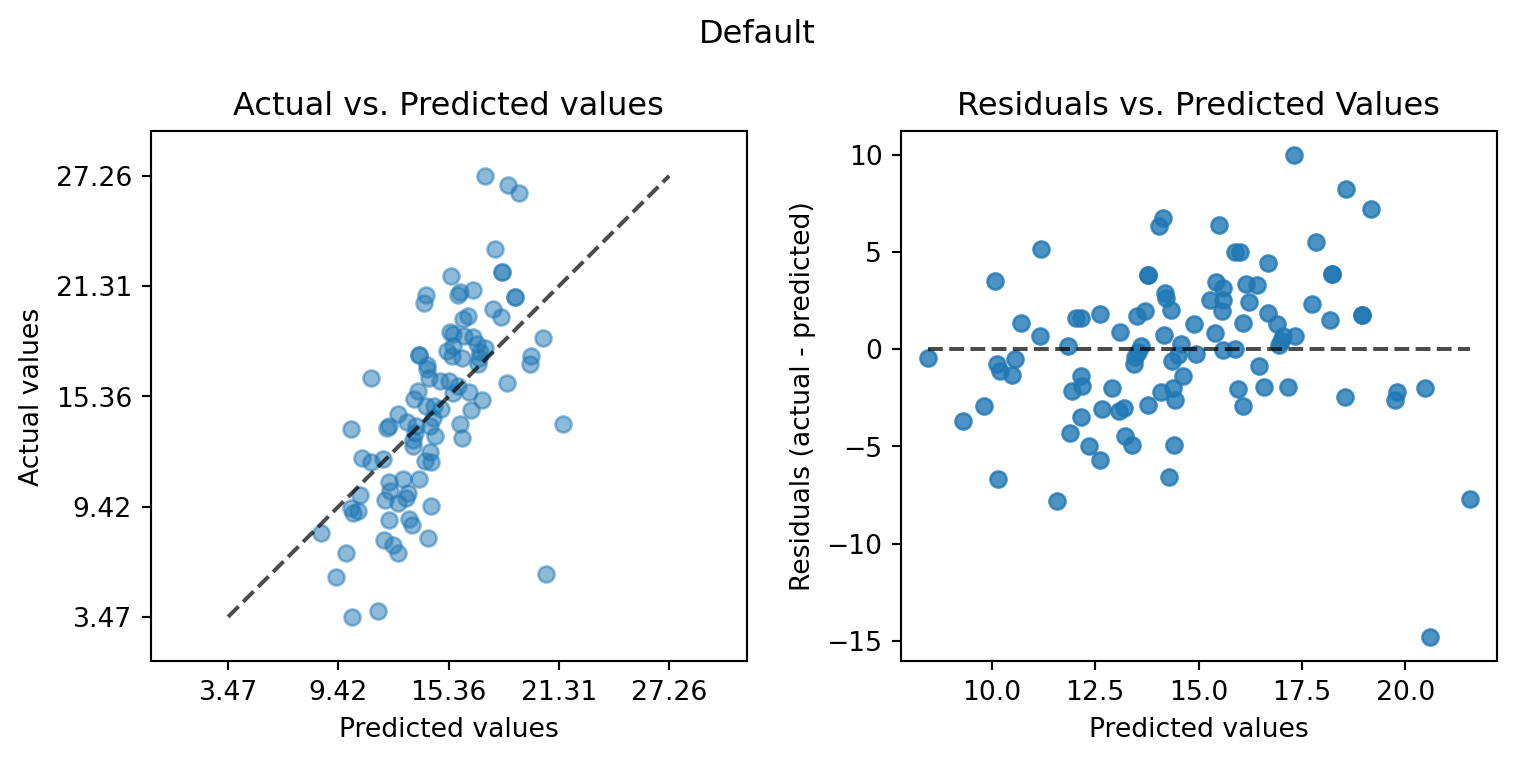 Default
Actual vs. Predicted values
Actual values
27.26
21.31
15.36
9.42
3.47
3.47 9.42 15.36 21.31 27.26
Predicted values
Residuals vs. Predicted Values
Residuals (actual - predicted)
10
5
0
−5
−10
−15
10.0 12.5 15.0 17.5 20.0
Predicted values